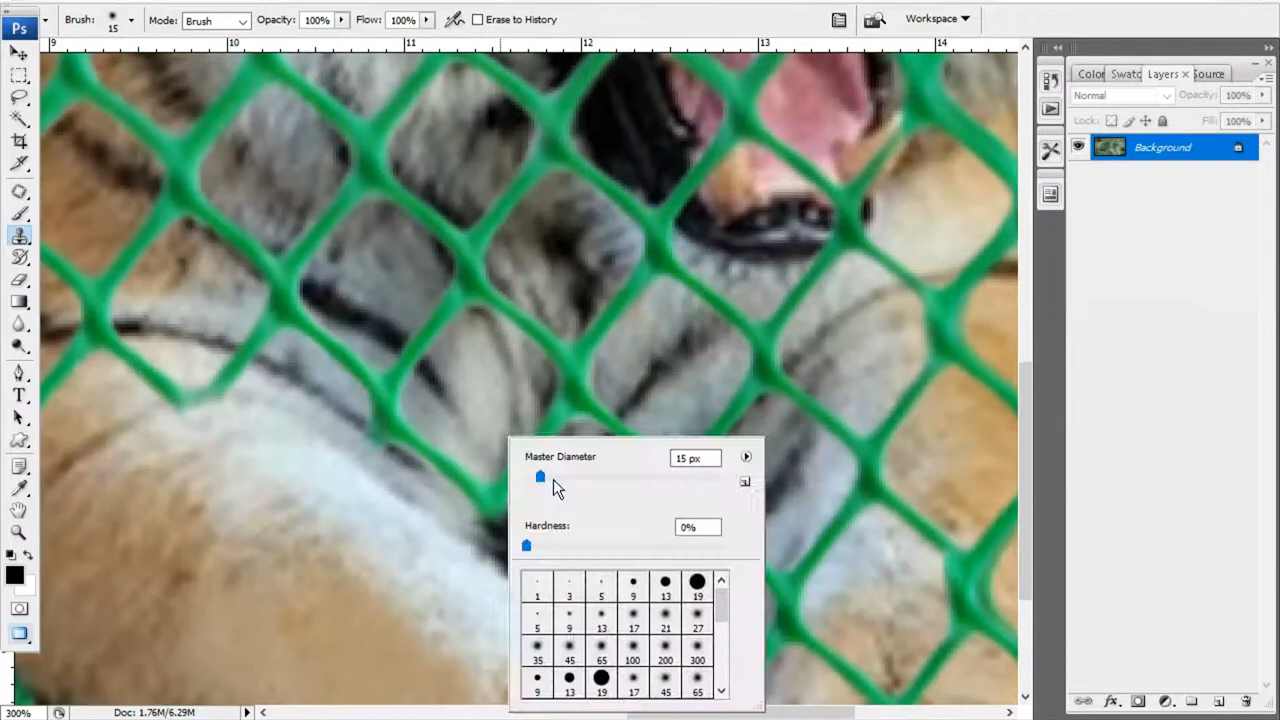 Ps
Brush: 15 Mode: Brush Opacity: 100% Flow: 100% Erase to History Workspace
9 10 11 12 13 14
Color Swatc Layers × Source
Normal Opacity: 100%
Lock: Fill: 100%
Background
T
Master Diameter 15 px
Hardness: 0%
1 3 5 9 13 19
5 9 13 17 21 27
35 45 65 100 200 300
9 13 19 17 45 65
300% Doc: 1.76M/6.29M
fx